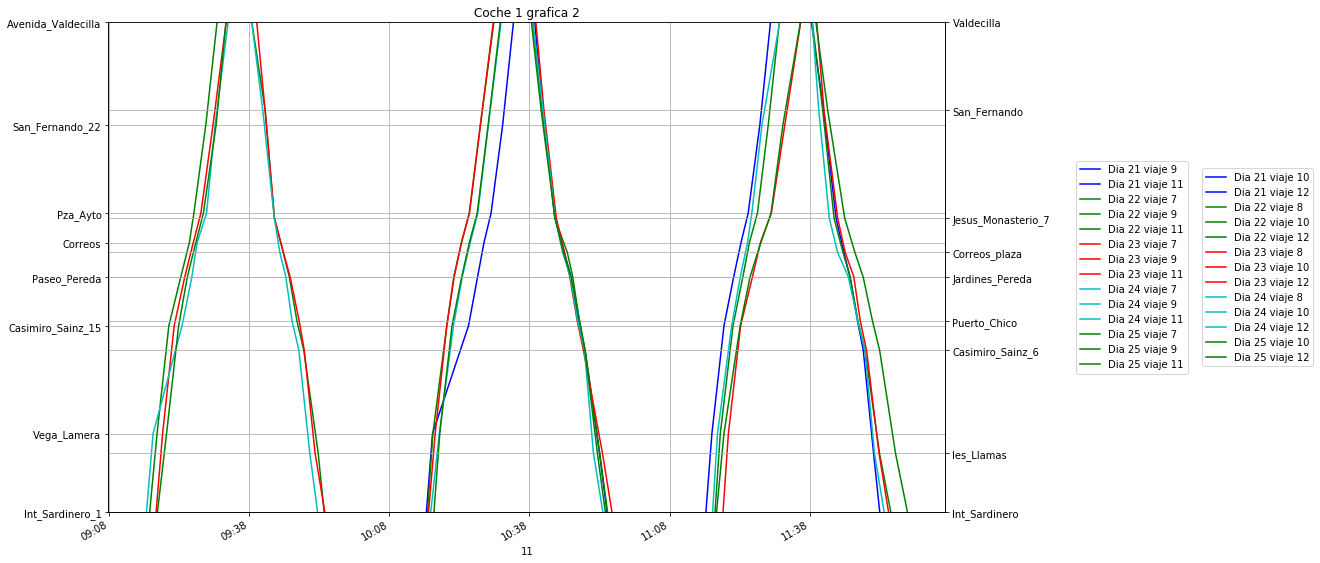 Coche 1 grafica 2
Avenida_Valdecilla
San_Fernando_22
Pza_Ayto
Correos
Paseo_Pereda
Casimiro_Sainz_15
Vega_Lamera
Int_Sardinero_1
Valdecilla
San_Fernando
Jesus_Monasterio_7
Correos_plaza
Jardines_Pereda
Puerto_Chico
Casimiro_Sainz_6
Ies_Llamas
Int_Sardinero
09:08
09:38
10:08
10:38
11:08
11:38
11
Dia 21 viaje 9
Dia 21 viaje 11
Dia 22 viaje 7
Dia 22 viaje 9
Dia 22 viaje 11
Dia 23 viaje 7
Dia 23 viaje 9
Dia 23 viaje 11
Dia 24 viaje 7
Dia 24 viaje 9
Dia 24 viaje 11
Dia 25 viaje 7
Dia 25 viaje 9
Dia 25 viaje 11
Dia 21 viaje 10
Dia 21 viaje 12
Dia 22 viaje 8
Dia 22 viaje 10
Dia 22 viaje 12
Dia 23 viaje 8
Dia 23 viaje 10
Dia 23 viaje 12
Dia 24 viaje 8
Dia 24 viaje 10
Dia 24 viaje 12
Dia 25 viaje 10
Dia 25 viaje 12